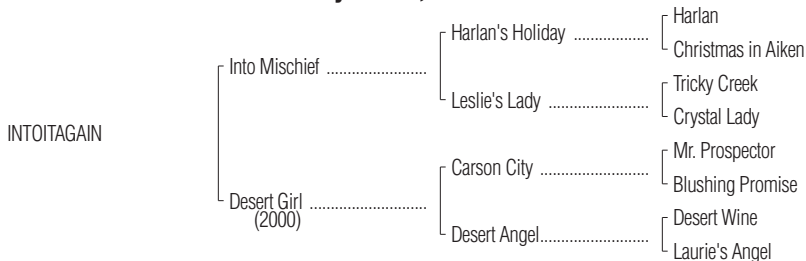 Harlan
Harlan's Holiday ....................
Christmas in Aiken
Into Mischief ........................
Tricky Creek
Leslie's Lady ........................
Crystal Lady
INTOITAGAIN
Mr. Prospector
Carson City ..........................
Blushing Promise
Desert Girl ............................
(2000)
Desert Wine
Desert Angel..........................
Laurie's Angel